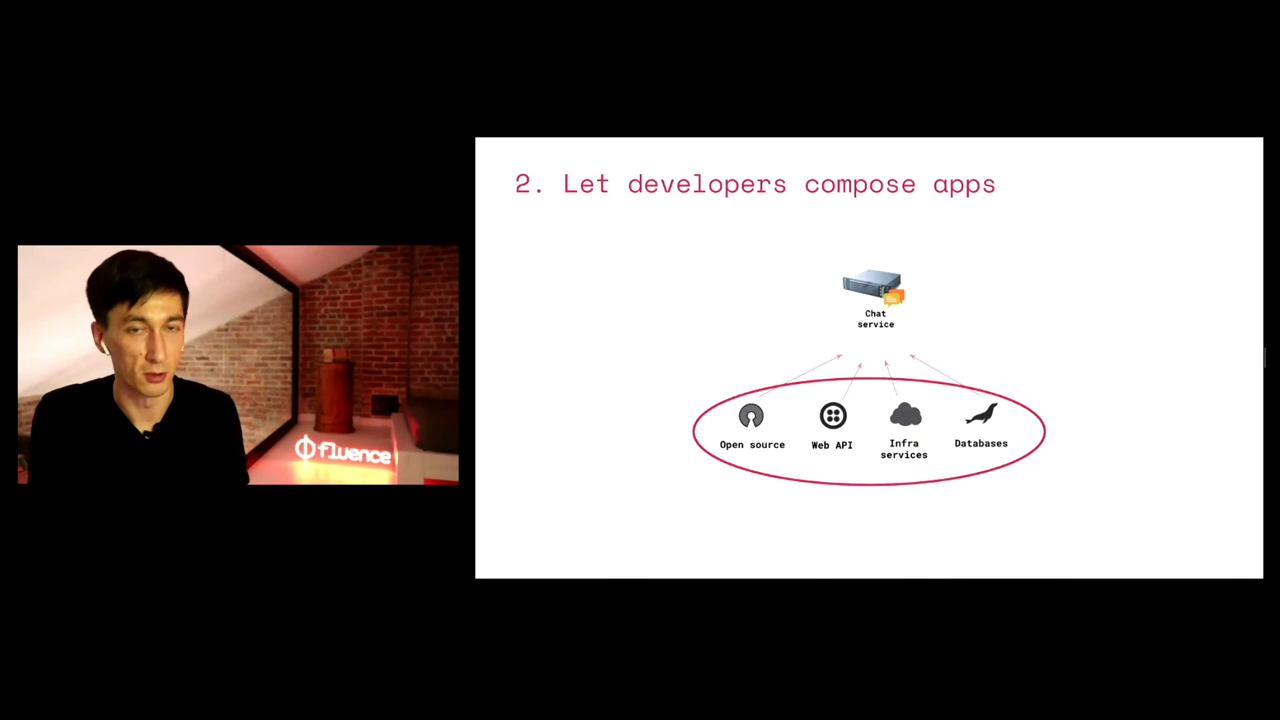 2. Let developers compose apps
Chat
service
Open source
Web API
Infra
services
Databases
fluence